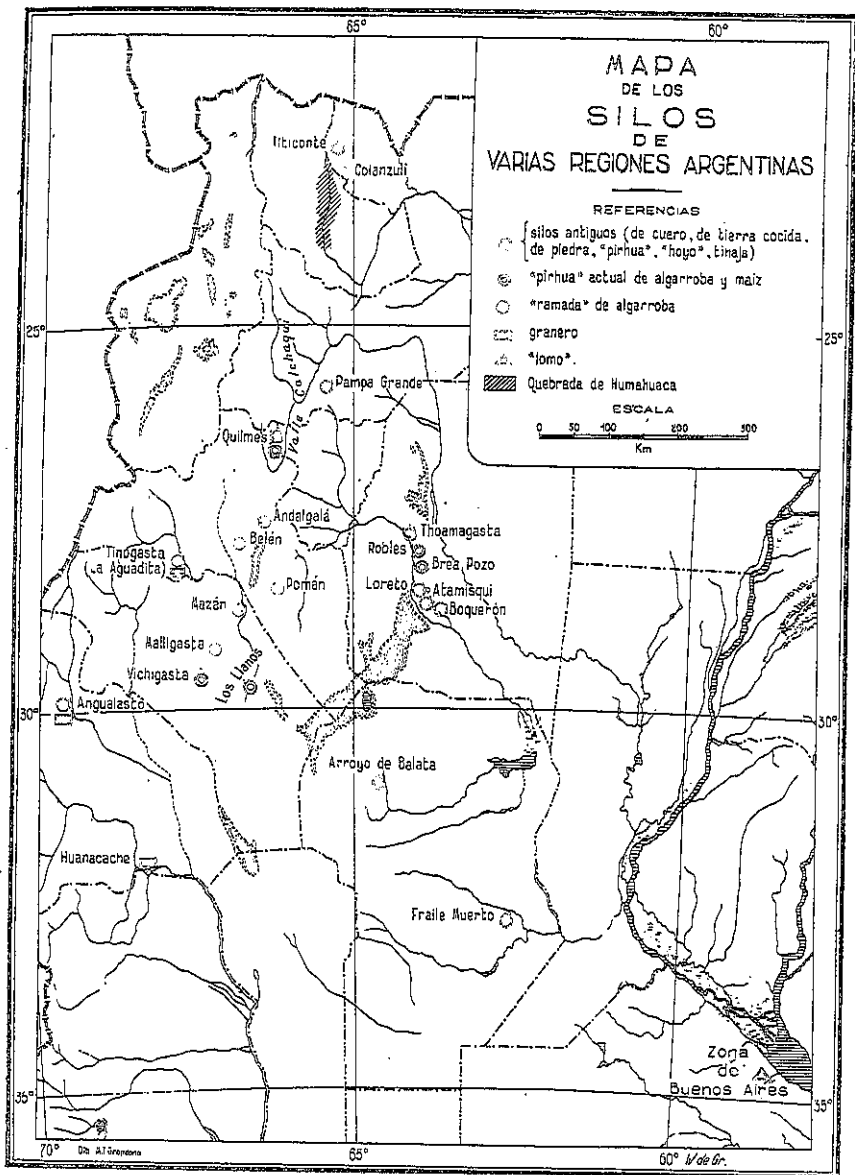 65°
60°
MAPA
DE LOS
SILOS
DE
VARIAS REGIONES ARGENTINAS
REFERENCIAS
silos antiguos (de cuero, de tierra cocida,
de piedra, "pirhua", "hoyo", tinaja)
"pirhua" actual de algarroba y maiz
"ramada" de algarroba
granero
"lomo".
Quebrada de Humahuaca
ESCALA
0 50 100 200 300
Km
Titiconte
Colanzulí
25°
25°
Valle Calchaquí
Pampa Grande
Quilmes
Andalgalá
Belén
Thoamagasta
Robles
Brea Pozo
Tinogasta
(La Aguadita)
Pomán
Loreto
Atamisqui
Boquerón
Mazán
Malligasta
Vichigasta
Los Llanos
Angualasto
30°
30°
Arroyo de Balata
Huanacache
Fraile Muerto
Zona
de
Buenos Aires
35°
35°
70°
65°
60°
W de Gr.